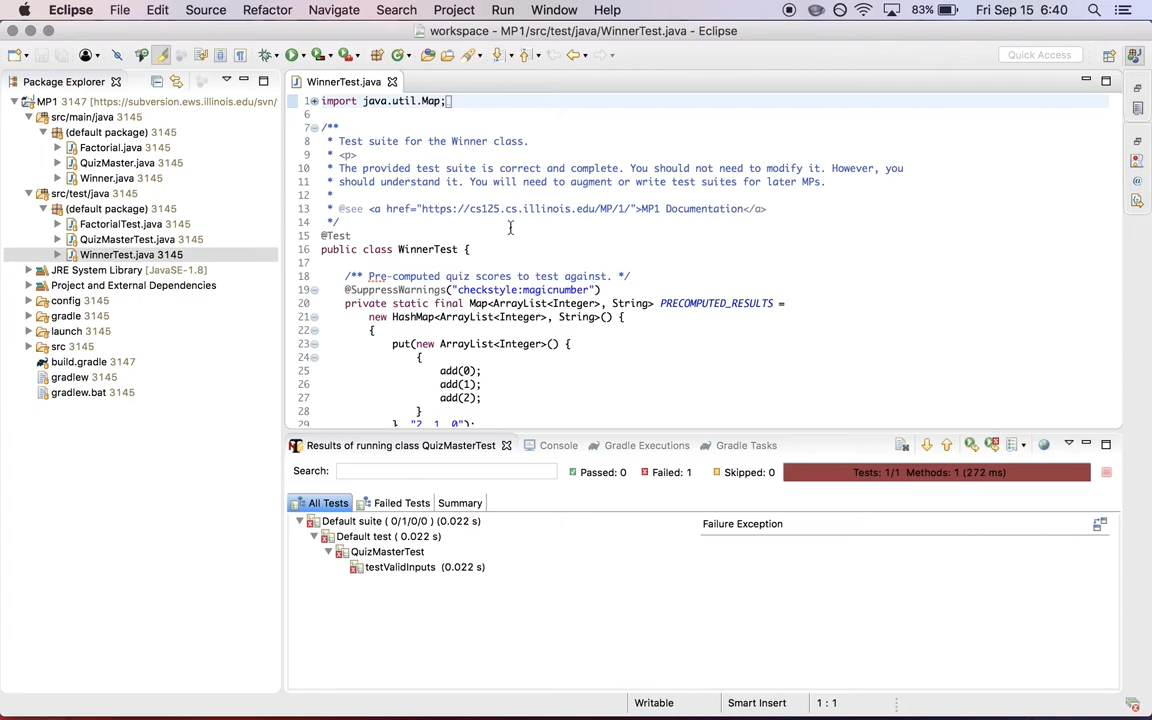 Eclipse File Edit Source Refactor Navigate Search Project Run Window Help 83% Fri Sep 15 6:40
workspace - MP1/src/test/java/WinnerTest.java - Eclipse
Quick Access
Package Explorer
MP1 3147 [https://subversion.ews.illinois.edu/svn/
src/main/java 3145
(default package) 3145
Factorial.java 3145
QuizMaster.java 3145
Winner.java 3145
src/test/java 3145
(default package) 3145
FactorialTest.java 3145
QuizMasterTest.java 3145
WinnerTest.java 3145
JRE System Library [JavaSE-1.8]
Project and External Dependencies
config 3145
gradle 3145
launch 3145
src 3145
build.gradle 3147
gradlew 3145
gradlew.bat 3145
WinnerTest.java
1 import java.util.Map;
6
7 /**
8 * Test suite for the Winner class.
9 * <p>
10 * The provided test suite is correct and complete. You should not need to modify it. However, you
11 * should understand it. You will need to augment or write test suites for later MPs.
12 *
13 * @see <a href="https://cs125.cs.illinois.edu/MP/1/">MP1 Documentation</a>
14 */
15 @Test
16 public class WinnerTest {
17
18 /** Pre-computed quiz scores to test against. */
19 @SuppressWarnings("checkstyle:magicnumber")
20 private static final Map<ArrayList<Integer>, String> PRECOMPUTED_RESULTS =
21 new HashMap<ArrayList<Integer>, String>() {
22 {
23 put(new ArrayList<Integer>() {
24 {
25 add(0);
26 add(1);
27 add(2);
28 }
29 }, "2 1 0");
Results of running class QuizMasterTest Console Gradle Executions Gradle Tasks
Search: Passed: 0 Failed: 1 Skipped: 0 Tests: 1/1 Methods: 1 (272 ms)
All Tests Failed Tests Summary
Default suite ( 0/1/0/0 ) (0.022 s)
Default test ( 0.022 s)
QuizMasterTest
testValidInputs (0.022 s)
Failure Exception
Writable Smart Insert 1 : 1